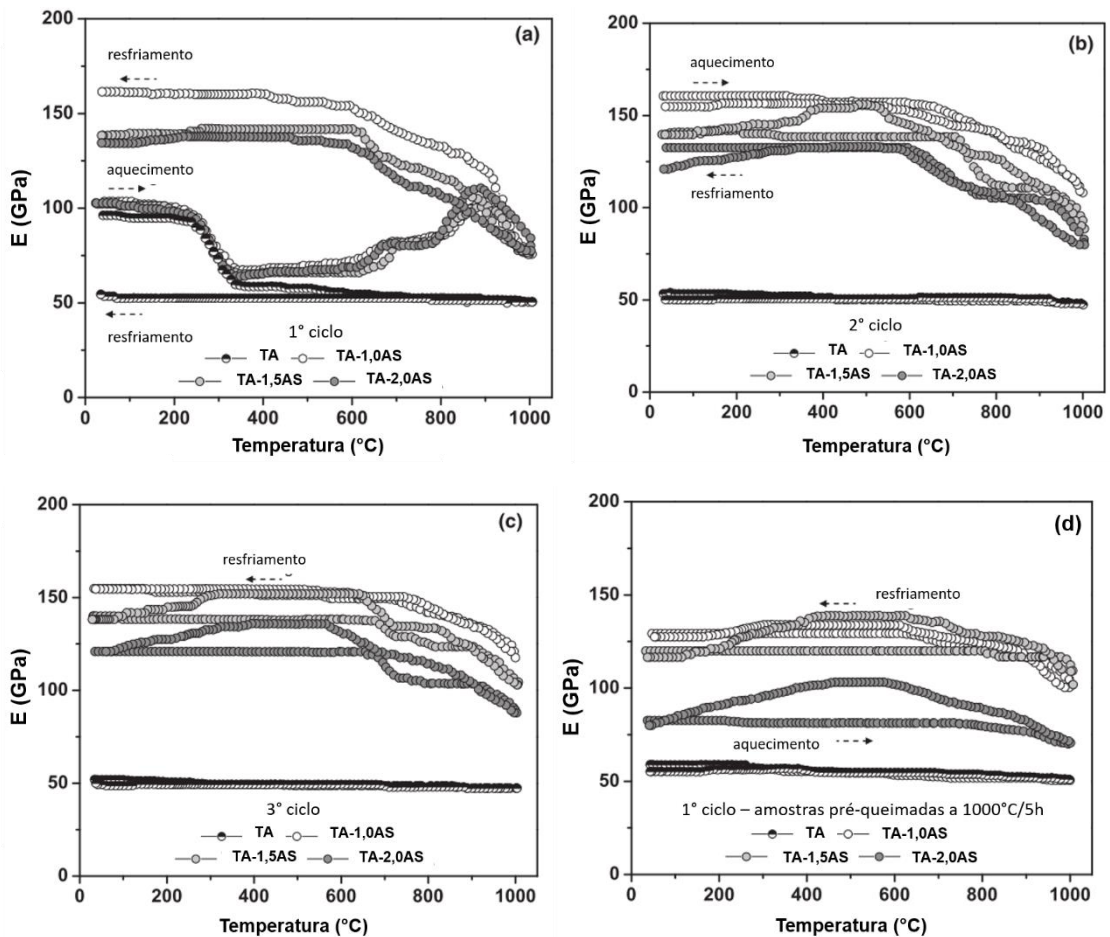 200
(a)
resfriamento
150
aquecimento
100
E (GPa)
50
resfriamento
1° ciclo
TA TA-1,0AS
TA-1,5AS TA-2,0AS
0
0 200 400 600 800 1000
Temperatura (°C)
200
(b)
aquecimento
150
resfriamento
100
E (GPa)
50
2° ciclo
TA TA-1,0AS
TA-1,5AS TA-2,0AS
0
0 200 400 600 800 1000
Temperatura (°C)
200
(c)
resfriamento
150
100
E (GPa)
50
3° ciclo
TA TA-1,0AS
TA-1,5AS TA-2,0AS
0
0 200 400 600 800 1000
Temperatura (°C)
200
(d)
resfriamento
150
100
E (GPa)
aquecimento
50
1° ciclo – amostras pré-queimadas a 1000°C/5h
TA TA-1,0AS
TA-1,5AS TA-2,0AS
0
0 200 400 600 800 1000
Temperatura (°C)